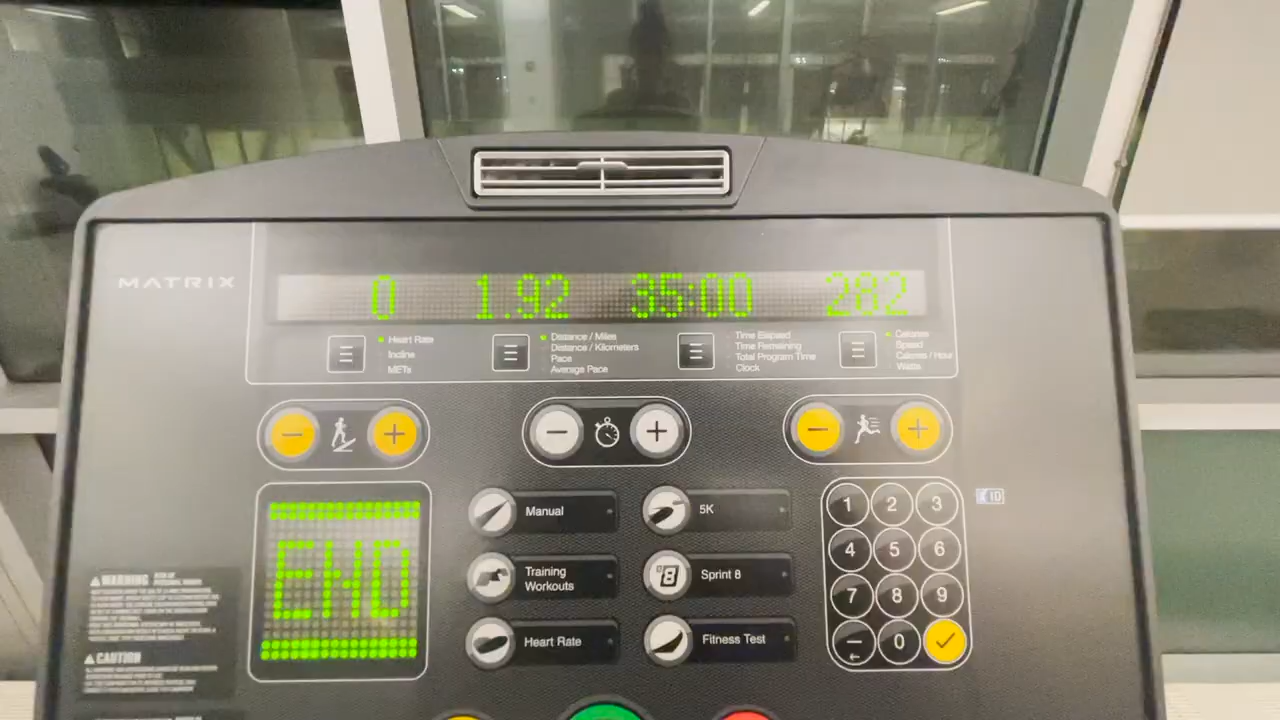 MATRIX
0 1.92 35:00 282
Heart Rate
Incline
METs
Distance / Miles
Distance / Kilometers
Pace
Average Pace
Time Elapsed
Time Remaining
Total Program Time
Clock
Calories
Speed
Calories / Hour
Watts
END
Manual
5K
Training
Workouts
8
Sprint 8
Heart Rate
Fitness Test
1 2 3
4 5 6
7 8 9
0
ID
WARNING
CAUTION